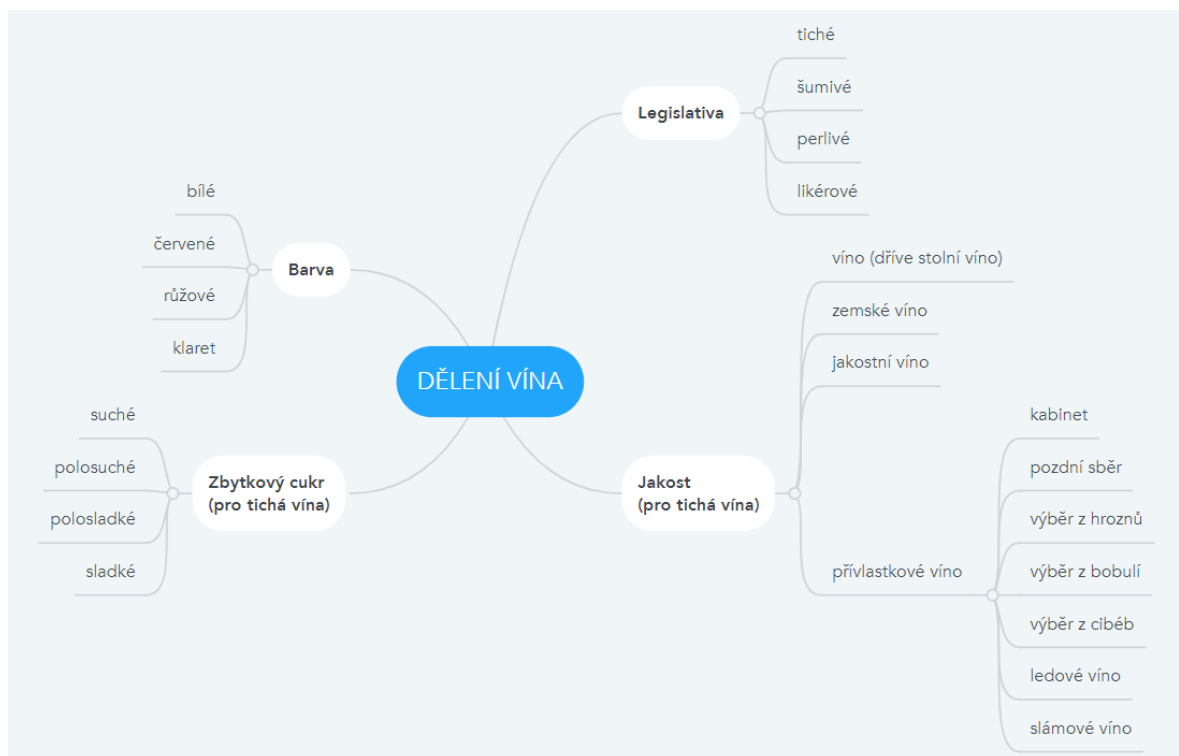 DĚLENÍ VÍNA
Legislativa
tiché
šumivé
perlivé
likérové
Barva
bílé
červené
růžové
klaret
Zbytkový cukr
(pro tichá vína)
suché
polosuché
polosladké
sladké
Jakost
(pro tichá vína)
víno (dříve stolní víno)
zemské víno
jakostní víno
přívlastkové víno
kabinet
pozdní sběr
výběr z hroznů
výběr z bobulí
výběr z cibéb
ledové víno
slámové víno